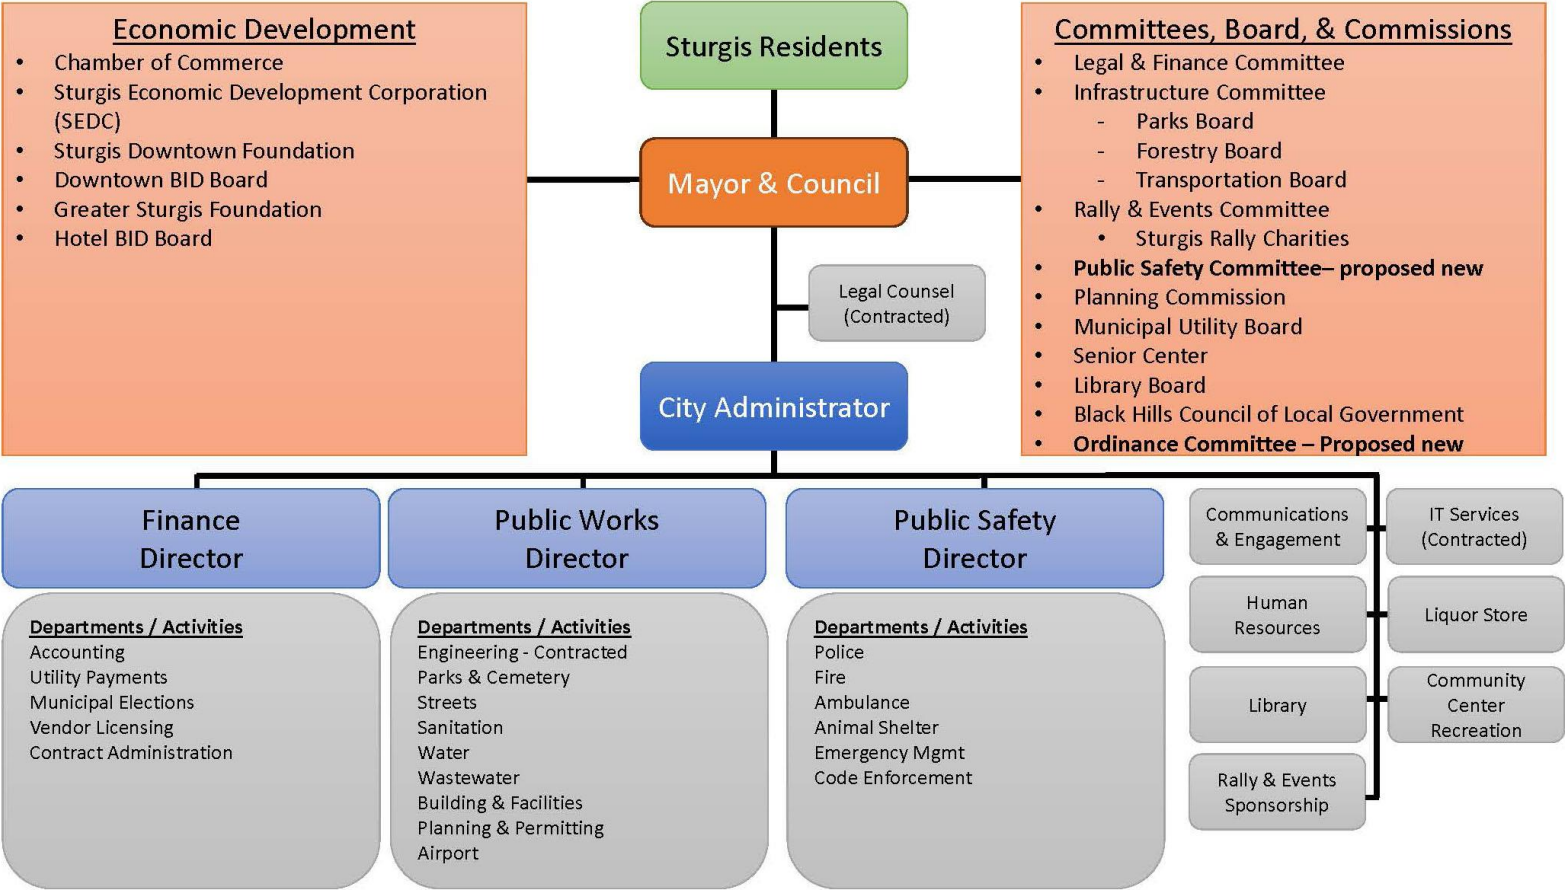 Economic Development
• Chamber of Commerce
• Sturgis Economic Development Corporation
(SEDC)
• Sturgis Downtown Foundation
• Downtown BID Board
• Greater Sturgis Foundation
• Hotel BID Board
Sturgis Residents
Mayor & Council
Legal Counsel
(Contracted)
City Administrator
Committees, Board, & Commissions
• Legal & Finance Committee
• Infrastructure Committee
- Parks Board
- Forestry Board
- Transportation Board
• Rally & Events Committee
• Sturgis Rally Charities
• Public Safety Committee– proposed new
• Planning Commission
• Municipal Utility Board
• Senior Center
• Library Board
• Black Hills Council of Local Government
• Ordinance Committee – Proposed new
Finance
Director
Departments / Activities
Accounting
Utility Payments
Municipal Elections
Vendor Licensing
Contract Administration
Public Works
Director
Departments / Activities
Engineering - Contracted
Parks & Cemetery
Streets
Sanitation
Water
Wastewater
Building & Facilities
Planning & Permitting
Airport
Public Safety
Director
Departments / Activities
Police
Fire
Ambulance
Animal Shelter
Emergency Mgmt
Code Enforcement
Communications
& Engagement
IT Services
(Contracted)
Human
Resources
Liquor Store
Library
Community
Center
Recreation
Rally & Events
Sponsorship